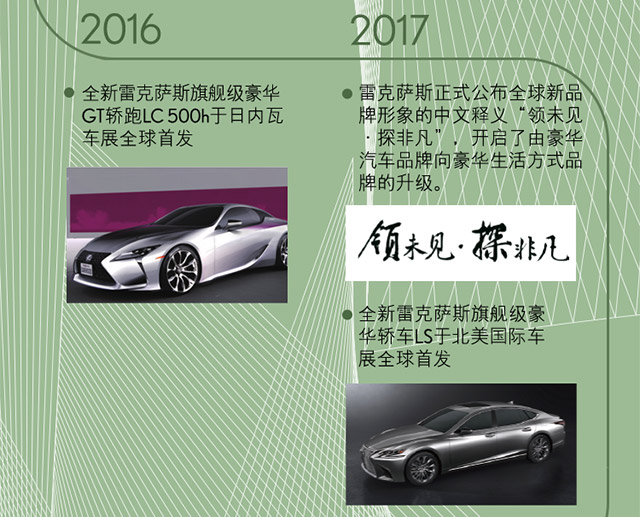 2016
全新雷克萨斯旗舰级豪华
GT轿跑LC 500h于日内瓦
车展全球首发
2017
雷克萨斯正式公布全球新品
牌形象的中文释义“领未见
·探非凡”，开启了由豪华
汽车品牌向豪华生活方式品
牌的升级。
领未见·探非凡
全新雷克萨斯旗舰级豪
华轿车LS于北美国际车
展全球首发